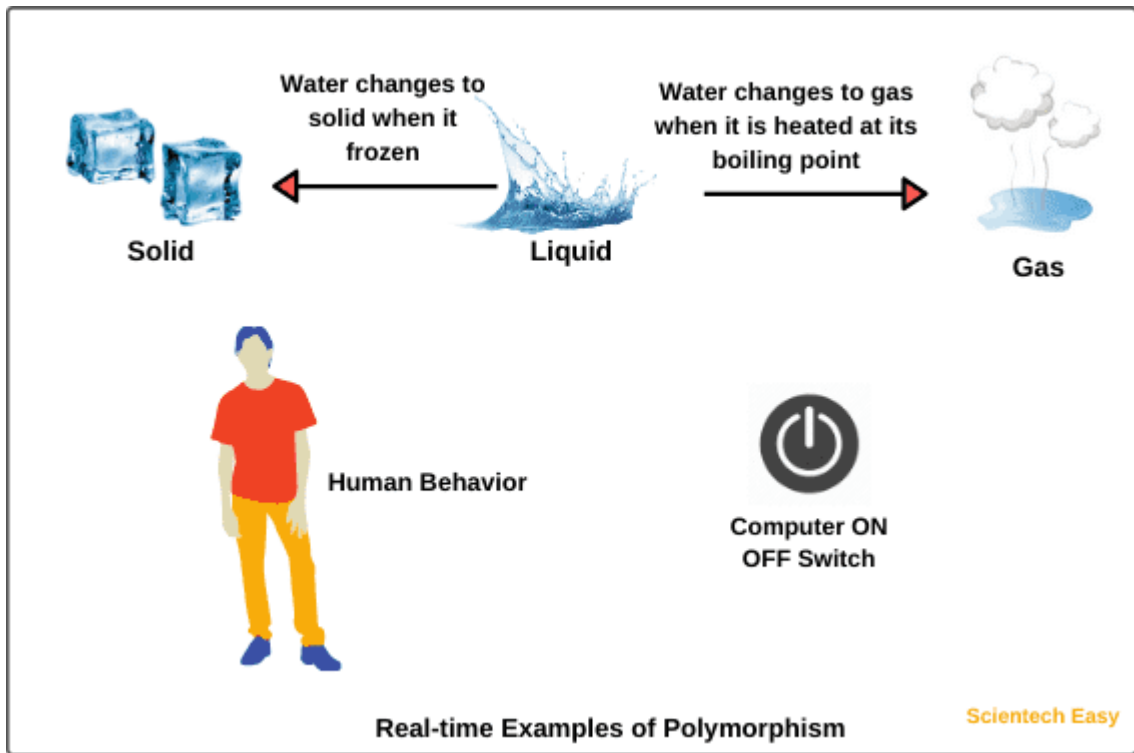 Water changes to
solid when it
frozen
Water changes to gas
when it is heated at its
boiling point
Solid
Liquid
Gas
Human Behavior
Computer ON
OFF Switch
Real-time Examples of Polymorphism
Scientech Easy